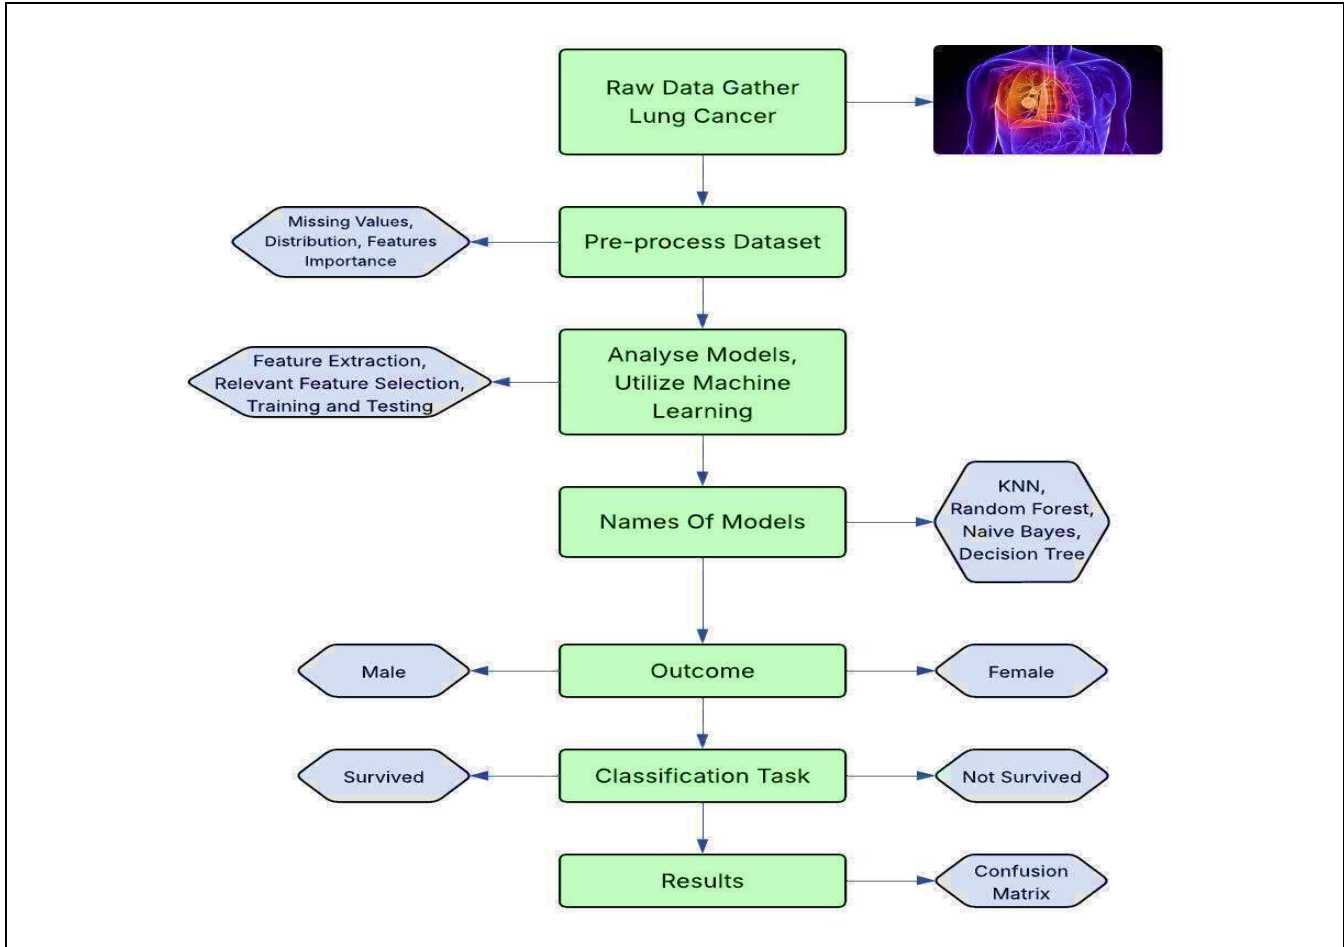 Raw Data Gather
Lung Cancer
Missing Values,
Distribution, Features
Importance
Pre-process Dataset
Feature Extraction,
Relevant Feature Selection,
Training and Testing
Analyse Models,
Utilize Machine
Learning
Names Of Models
KNN,
Random Forest,
Naive Bayes,
Decision Tree
Male
Outcome
Female
Survived
Classification Task
Not Survived
Results
Confusion
Matrix